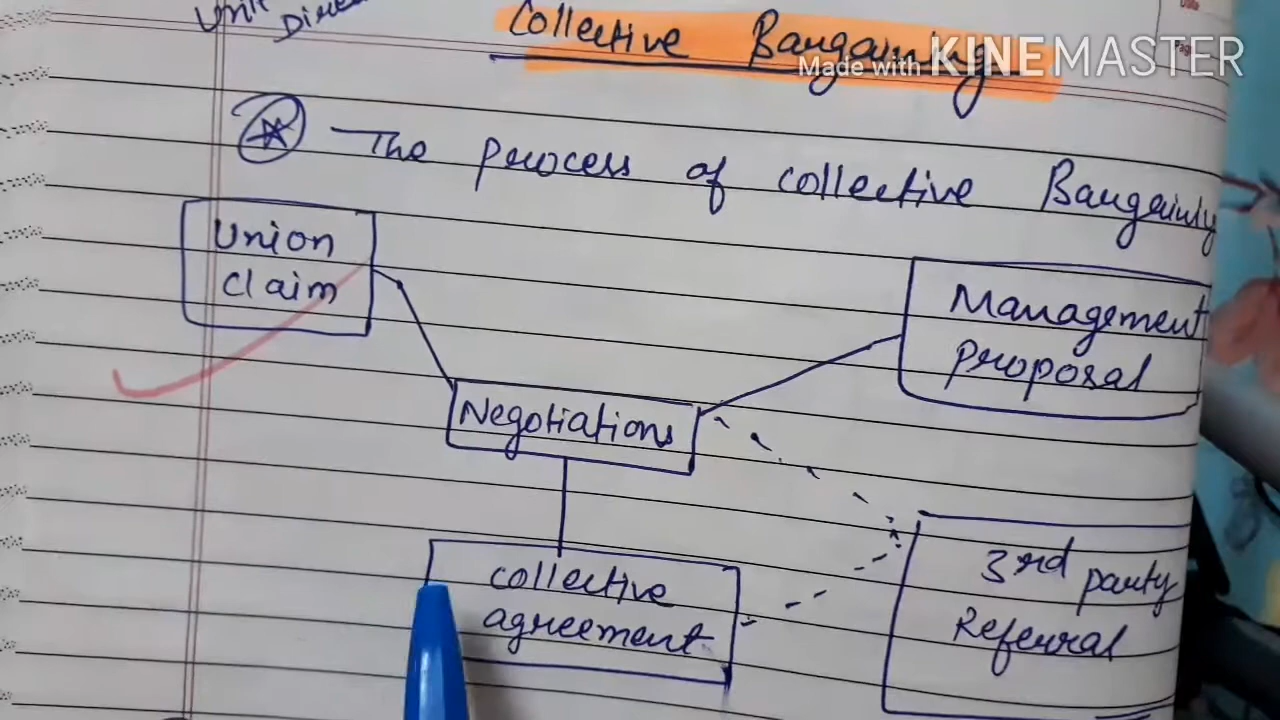 Collective Bargaining
Made with KINEMASTER
The process of collective Bargaining
Union
claim
Management
proposal
Negotiations
collective
agreement
3rd party
Referral